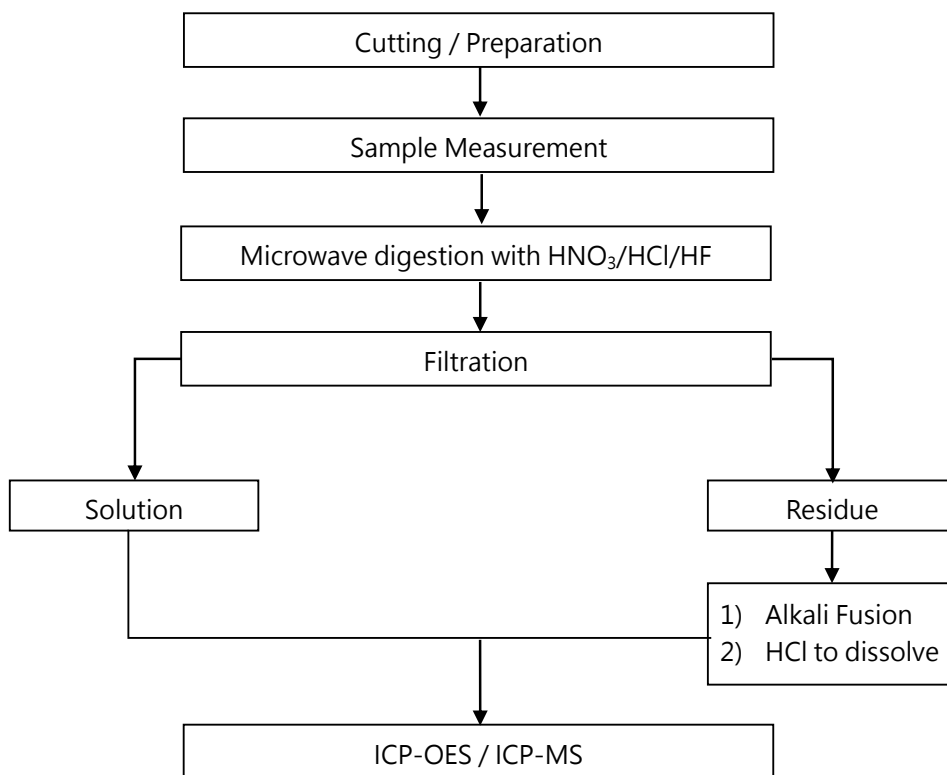 Cutting / Preparation
Sample Measurement
Microwave digestion with HNO₃/HCl/HF
Filtration
Solution
Residue
1) Alkali Fusion
2) HCl to dissolve
ICP-OES / ICP-MS